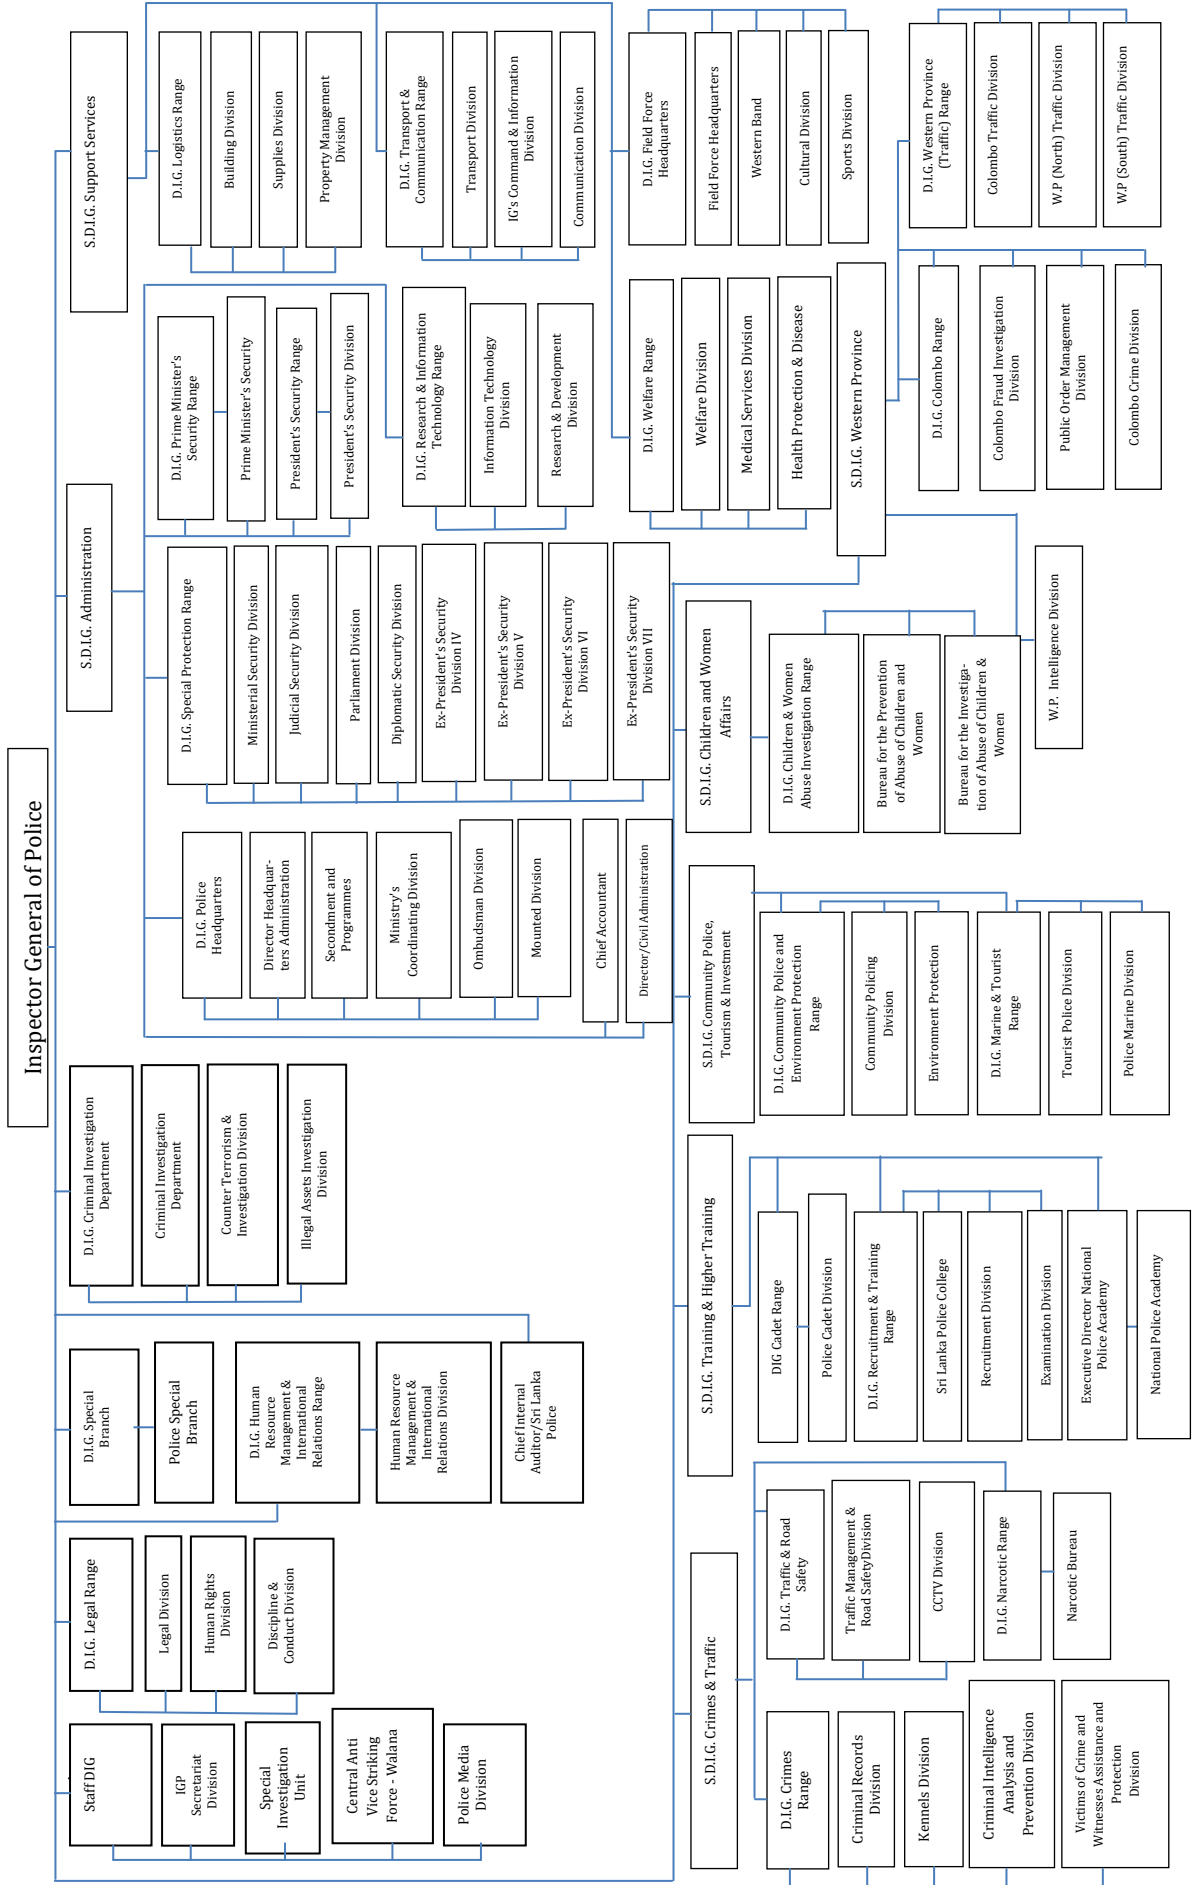 Inspector General of Police
Staff DIG
IGP
Secretariat
Division
Special
Investigation
Unit
Central Anti
Vice Striking
Force - Walana
Police Media
Division
D.I.G. Legal Range
Legal Division
Human Rights
Division
Discipline &
Conduct Division
D.I.G. Special
Branch
Police Special
Branch
D.I.G. Human
Resource
Management &
International
Relations Range
Human Resource
Management &
International
Relations Division
Chief Internal
Auditor/Sri Lanka
Police
D.I.G. Criminal Investigation
Department
Criminal Investigation
Department
Counter Terrorism &
Investigation Division
Illegal Assets Investigation
Division
S.D.I.G. Administration
D.I.G. Police
Headquarters
Director Headquar-
ters Administration
Secondment and
Programmes
Ministry's
Coordinating Division
Ombudsman Division
Mounted Division
Chief Accountant
Director/Civil Administration
D.I.G. Special Protection Range
Ministerial Security Division
Judicial Security Division
Parliament Division
Diplomatic Security Division
Ex-President's Security
Division IV
Ex-President's Security
Division V
Ex-President's Security
Division VI
Ex-President's Security
Division VII
D.I.G. Prime Minister's
Security Range
Prime Minister's Security
President's Security Range
President's Security Division
D.I.G. Research & Information
Technology Range
Information Technology
Division
Research & Development
Division
S.D.I.G. Support Services
D.I.G. Logistics Range
Building Division
Supplies Division
Property Management
Division
D.I.G. Transport &
Communication Range
Transport Division
IG's Command & Information
Division
Communication Division
D.I.G. Welfare Range
Welfare Division
Medical Services Division
Health Protection & Disease
D.I.G. Field Force
Headquarters
Field Force Headquarters
Western Band
Cultural Division
Sports Division
S.D.I.G. Crimes & Traffic
D.I.G. Crimes
Range
Criminal Records
Division
Kennels Division
Criminal Intelligence
Analysis and
Prevention Division
Victims of Crime and
Witnesses Assistance and
Protection
Division
D.I.G. Traffic & Road
Safety
Traffic Management &
Road SafetyDivision
CCTV Division
D.I.G. Narcotic Range
Narcotic Bureau
S.D.I.G. Training & Higher Training
DIG Cadet Range
Police Cadet Division
D.I.G. Recruitment & Training
Range
Sri Lanka Police College
Recruitment Division
Examination Division
Executive Director National
Police Academy
National Police Academy
S.D.I.G. Community Police,
Tourism & Investment
D.I.G. Community Police and
Environment Protection
Range
Community Policing
Division
Environment Protection
D.I.G. Marine & Tourist
Range
Tourist Police Division
Police Marine Division
S.D.I.G. Children and Women
Affairs
D.I.G. Children & Women
Abuse Investigation Range
Bureau for the Prevention
of Abuse of Children and
Women
Bureau for the Investiga-
tion of Abuse of Children &
Women
S.D.I.G. Western Province
W.P. Intelligence Division
D.I.G. Colombo Range
Colombo Fraud Investigation
Division
Public Order Management
Division
Colombo Crime Division
D.I.G. Western Province
(Traffic) Range
Colombo Traffic Division
W.P (North) Traffic Division
W.P (South) Traffic Division